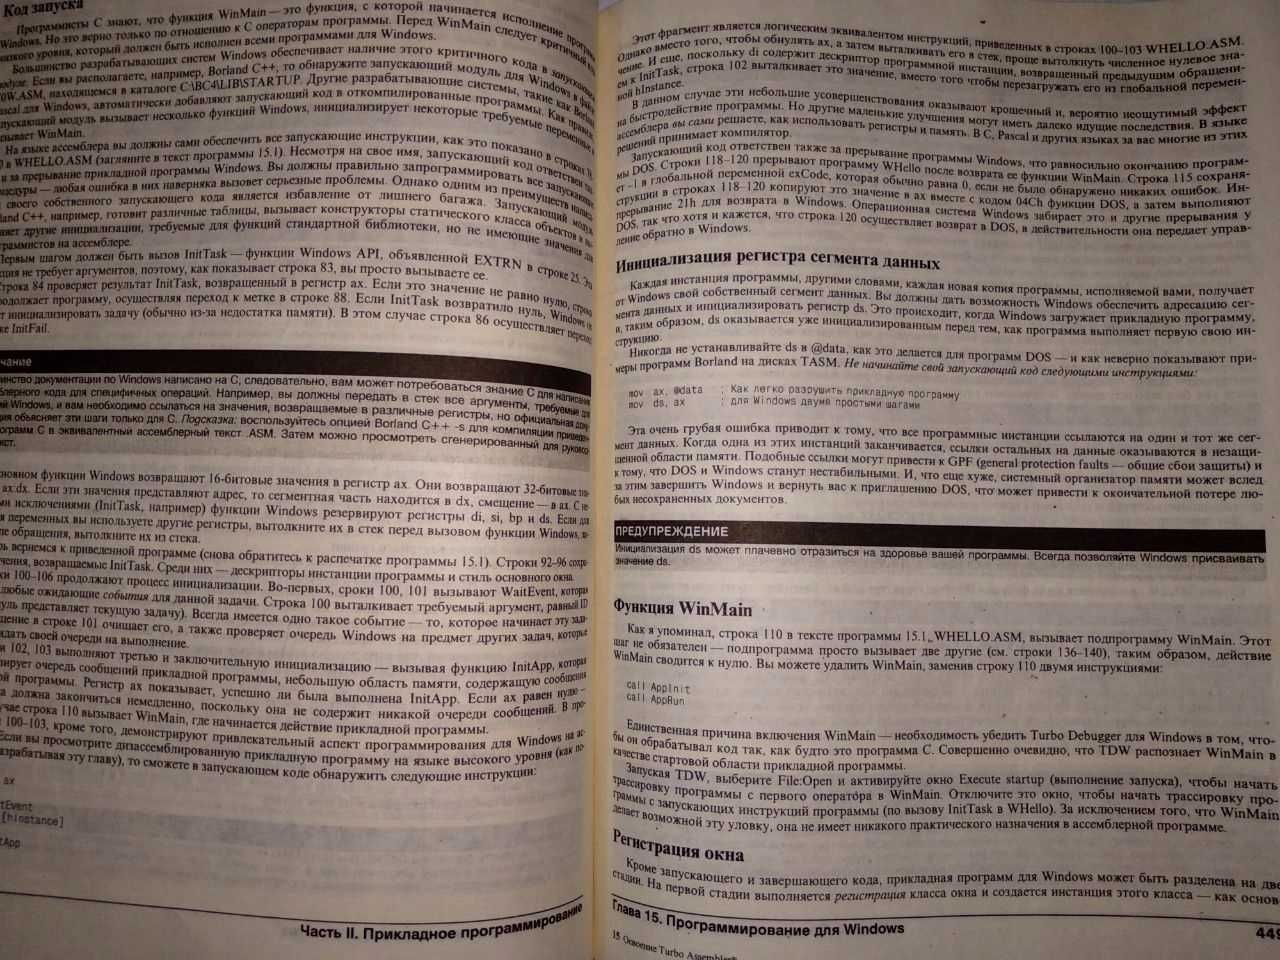 Код запуска
Программисты С знают, что функция WinMain — это функция, с которой начинается исполнение
Windows. Но это верно только по отношению к С операторам программы. Перед WinMain следует критичный код
уровня, который должен быть исполнен всеми программами для Windows.
Большинство разрабатывающих систем Windows обеспечивает наличие этого критичного кода в
Если вы располагаете, например, Borland C++, то обнаружите запускающий модуль для Windows в
0W.ASM, находящемся в каталоге C:\BC4\LIB\STARTUP. Другие разрабатывающие системы, такие как Borland
для Windows, автоматически добавляют запускающий код в откомпилированные программы. Как
модуль вызывает несколько функций Windows, инициализирует некоторые требуемые
WinMain.
На языке ассемблера вы должны сами обеспечить все запускающие инструкции, как это показано в строках
в WHELLO.ASM (загляните в текст программы 15.1). Несмотря на свое имя, запускающий код ответствен
и за прерывание прикладной программы Windows. Вы должны правильно запрограммировать все запускающие
— любая ошибка в них наверняка вызовет серьезные проблемы. Однако одним из преимуществ
своего собственного запускающего кода является избавление от лишнего багажа. Запускающий модуль
C++, например, готовит различные таблицы, вызывает конструкторы статического класса объектов и
другие инициализации, требуемые для функций стандартной библиотеки, но не имеющие значения для
на ассемблере.
Первым шагом должен быть вызов InitTask — функции Windows API, объявленной EXTRN в строке 25. Эта
не требует аргументов, поэтому, как показывает строка 83, вы просто вызываете ее.
Строка 84 проверяет результат InitTask, возвращенный в регистр ax. Если это значение не равно нулю, строка
программу, осуществляя переход к метке в строке 88. Если InitTask возвратило нуль, Windows не
инициализировать задачу (обычно из-за недостатка памяти). В этом случае строка 86 осуществляет переход
InitFail.
чание
документации по Windows написано на С, следовательно, вам может потребоваться знание С для написания
кода для специфичных операций. Например, вы должны передать в стек все аргументы, требуемые для
Windows, и вам необходимо ссылаться на значения, возвращаемые в различные регистры, но официальная
объясняет эти шаги только для С. Подсказка: воспользуйтесь опцией Borland C++ -s для компиляции
С в эквивалентный ассемблерный текст .ASM. Затем можно просмотреть сгенерированный для
основном функции Windows возвращают 16-битовые значения в регистр ax. Они возвращают 32-битовые
ax:dx. Если эти значения представляют адрес, то сегментная часть находится в dx, смещение — в ax. С
исключениями (InitTask, например) функции Windows резервируют регистры di, si, bp и ds. Если для
переменных вы используете другие регистры, вытолкните их в стек перед вызовом функции Windows,
обращения, вытолкните их из стека.
вернемся к приведенной программе (снова обратитесь к распечатке программы 15.1). Строки 92–96
возвращаемые InitTask. Среди них — дескрипторы инстанции программы и стиль основного окна.
100–106 продолжают процесс инициализации. Во-первых, сроки 100, 101 вызывают WaitEvent, которая
любые ожидающие события для данной задачи. Строка 100 выталкивает требуемый аргумент, равный ID
представляет текущую задачу). Всегда имеется одно такое событие — то, которое начинает эту
в строке 101 очищает его, а также проверяет очередь Windows на предмет других задач, которые
своей очереди на выполнение.
102, 103 выполняют третью и заключительную инициализацию — вызывая функцию InitApp, которая
очередь сообщений прикладной программы, небольшую область памяти, содержащую сообщения
программы. Регистр ax показывает, успешно ли была выполнена InitApp. Если ax равен нулю —
должна закончиться немедленно, поскольку она не содержит никакой очереди сообщений. В про-
строка 110 вызывает WinMain, где начинается действие прикладной программы.
100–103, кроме того, демонстрируют привлекательный аспект программирования для Windows на ас-
Если вы просмотрите дизассемблированную прикладную программу на языке высокого уровня (как по-
эту главу), то сможете в запускающем коде обнаружить следующие инструкции:
ax
tEvent
[hInstance]
tApp
Часть II. Прикладное программирование
Этот фрагмент является логическим эквивалентом инструкций, приведенных в строках 100–103 WHELLO.ASM.
Однако вместо того, чтобы обнулять ax, а затем выталкивать его в стек, проще вытолкнуть численное нулевое зна-
чение. И еще, поскольку di содержит дескриптор программной инстанции, возвращенный предыдущим обращени-
ем к InitTask, строка 102 выталкивает это значение, вместо того чтобы перезагружать его из глобальной перемен-
ной hInstance.
В данном случае эти небольшие усовершенствования оказывают крошечный и, вероятно неощутимый эффект
на быстродействие программы. Но другие маленькие улучшения могут иметь далеко идущие последствия. В языке
ассемблера вы сами решаете, как использовать регистры и память. В С, Pascal и других языках за вас многие из этих
решений принимает компилятор.
Запускающий код ответствен также за прерывание программы Windows, что равносильно окончанию програм-
мы DOS. Строки 118–120 прерывают программу WHello после возврата ее функции WinMain. Строка 115 сохраня-
ет –1 в глобальной переменной exCode, которая обычно равна 0, если не было обнаружено никаких ошибок. Ин-
струкции в строках 118–120 копируют это значение в ax вместе с кодом 04Ch функции DOS, а затем выполняют
прерывание 21h для возврата в Windows. Операционная система Windows забирает это и другие прерывания у
DOS, так что хотя и кажется, что строка 120 осуществляет возврат в DOS, в действительности она передает управ-
ление обратно в Windows.
Инициализация регистра сегмента данных
Каждая инстанция программы, другими словами, каждая новая копия программы, исполняемой вами, получает
от Windows свой собственный сегмент данных. Вы должны дать возможность Windows обеспечить адресацию сег-
мента данных и инициализировать регистр ds. Это происходит, когда Windows загружает прикладную программу,
и, таким образом, ds оказывается уже инициализированным перед тем, как программа выполняет первую свою ин-
струкцию.
Никогда не устанавливайте ds в @data, как это делается для программ DOS — и как неверно показывают при-
меры программ Borland на дисках TASM. Не начинайте свой запускающий код следующими инструкциями:
mov ax, @data ; Как легко разрушить прикладную программу
mov ds, ax ; для Windows двумя простыми шагами
Эта очень грубая ошибка приводит к тому, что все программные инстанции ссылаются на один и тот же сег-
мент данных. Когда одна из этих инстанций заканчивается, ссылки остальных на данные оказываются в незащи-
щенной области памяти. Подобные ссылки могут привести к GPF (general protection faults — общие сбои защиты) и
к тому, что DOS и Windows станут нестабильными. И, что еще хуже, системный организатор памяти может вслед
за этим завершить Windows и вернуть вас к приглашению DOS, что может привести к окончательной потере лю-
бых несохраненных документов.
ПРЕДУПРЕЖДЕНИЕ
Инициализация ds может плачевно отразиться на здоровье вашей программы. Всегда позволяйте Windows присваивать
значение ds.
Функция WinMain
Как я упоминал, строка 110 в тексте программы 15.1, WHELLO.ASM, вызывает подпрограмму WinMain. Этот
шаг не обязателен — подпрограмма просто вызывает две другие (см. строки 136–140), таким образом, действие
WinMain сводится к нулю. Вы можете удалить WinMain, заменив строку 110 двумя инструкциями:
call AppInit
call AppRun
Единственная причина включения WinMain — необходимость убедить Turbo Debugger для Windows в том, что-
бы он обрабатывал код так, как будто это программа С. Совершенно очевидно, что TDW распознает WinMain в
качестве стартовой области прикладной программы.
Запуская TDW, выберите File:Open и активируйте окно Execute startup (выполнение запуска), чтобы начать
трассировку программы с первого оператора в WinMain. Отключите это окно, чтобы начать трассировку про-
граммы с запускающих инструкций программы (по вызову InitTask в WHello). За исключением того, что WinMain
делает возможной эту уловку, она не имеет никакого практического назначения в ассемблерной программе.
Регистрация окна
Кроме запускающего и завершающего кода, прикладная программ для Windows может быть разделена на две
стадии. На первой стадии выполняется регистрация класса окна и создается инстанция этого класса — как основ-
Глава 15. Программирование для Windows
449
15 Освоение Turbo Assembler